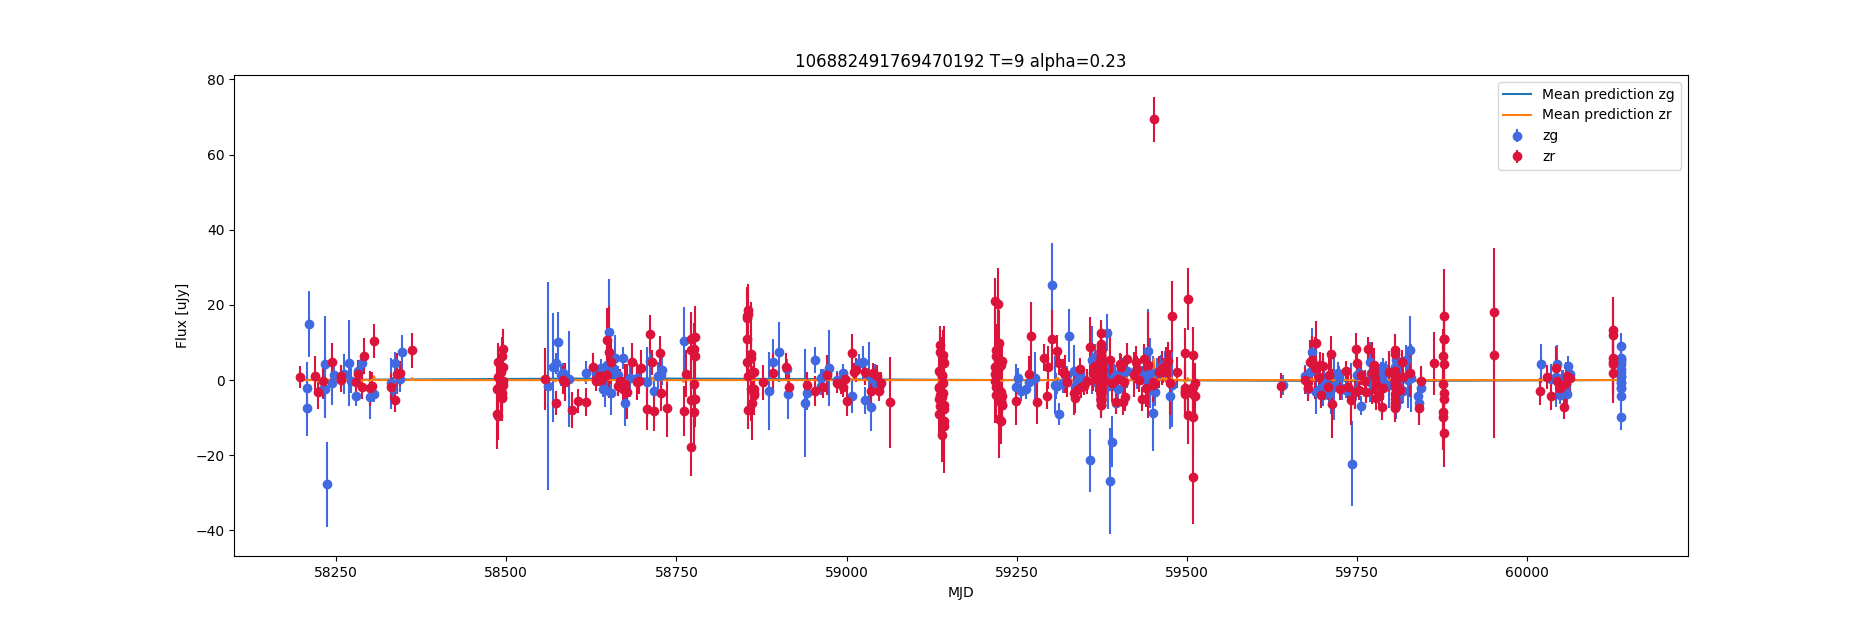 106882491769470192 T=9 alpha=0.23
80
60
40
20
0
−20
−40
Flux [uJy]
58250 58500 58750 59000 59250 59500 59750 60000
MJD
Mean prediction zg
Mean prediction zr
zg
zr